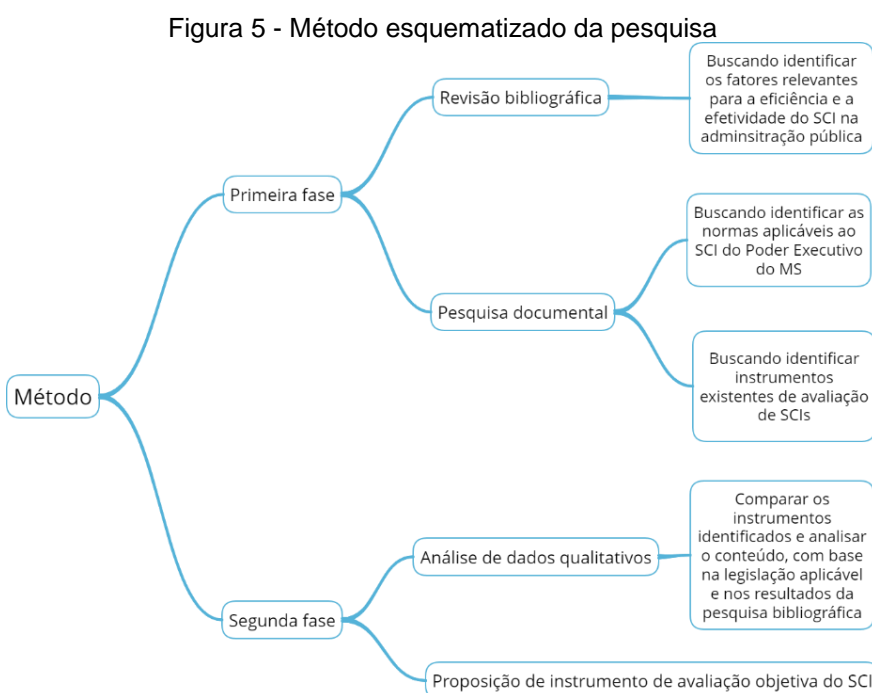 Figura 5 - Método esquematizado da pesquisa
Buscando identificar
os fatores relevantes
para a eficiência e a
efetividade do SCI na
adminsitração pública
Revisão bibliográfica
Primeira fase
Buscando identificar as
normas aplicáveis ao
SCI do Poder Executivo
do MS
Pesquisa documental
Buscando identificar
instrumentos
existentes de avaliação
de SCIs
Método
Comparar os
instrumentos
identificados e analisar
o conteúdo, com base
na legislação aplicável
e nos resultados da
pesquisa bibliográfica
Análise de dados qualitativos
Segunda fase
Proposição de instrumento de avaliação objetiva do SCI